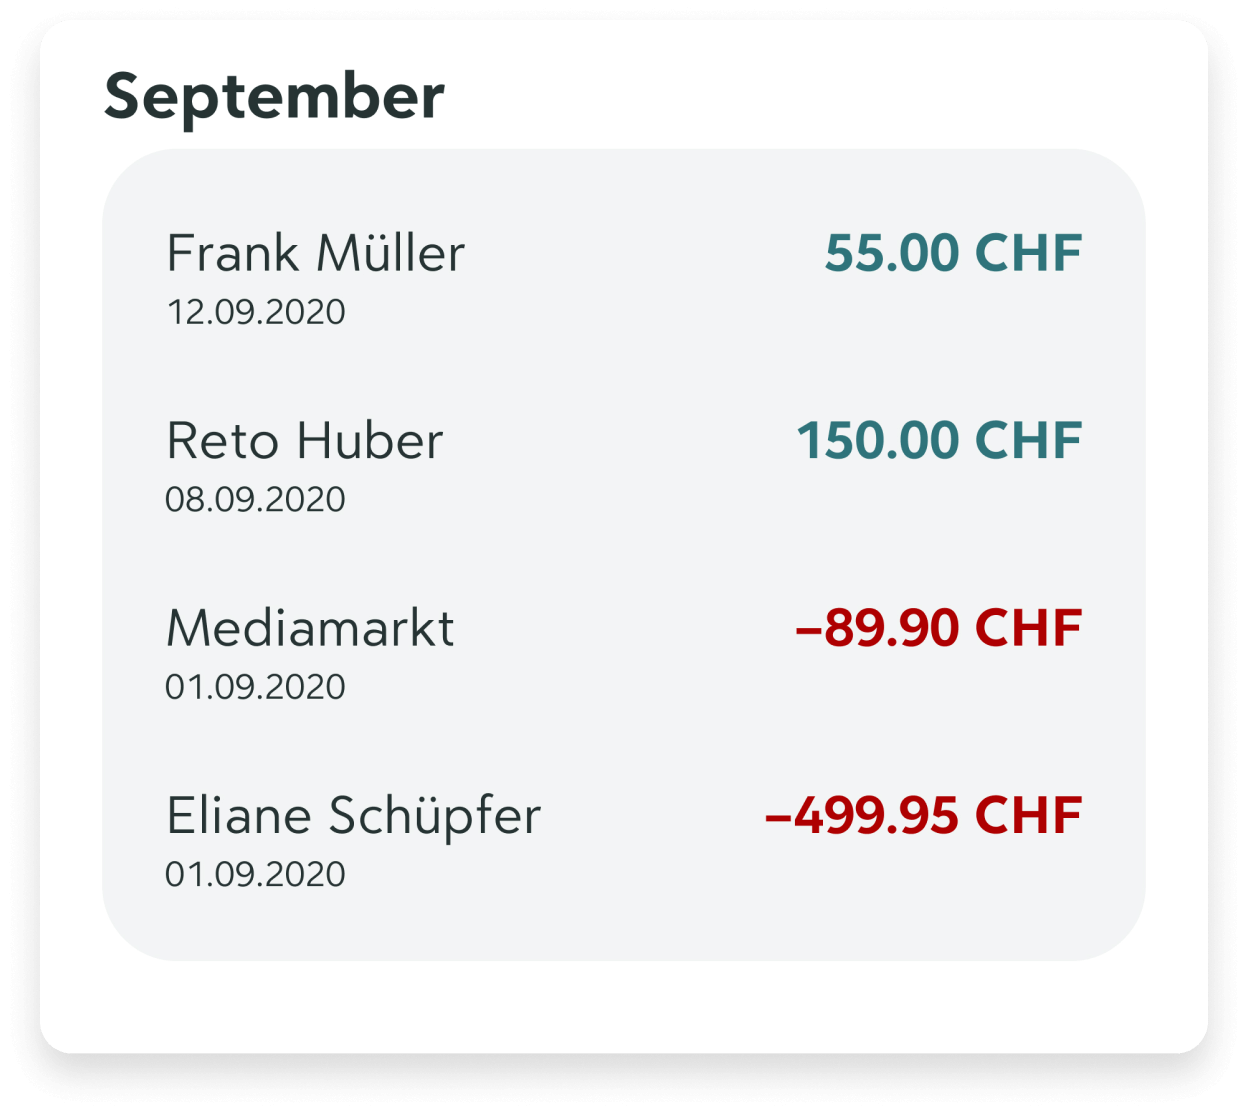 September
Frank Müller 55.00 CHF
12.09.2020
Reto Huber 150.00 CHF
08.09.2020
Mediamarkt –89.90 CHF
01.09.2020
Eliane Schüpfer –499.95 CHF
01.09.2020